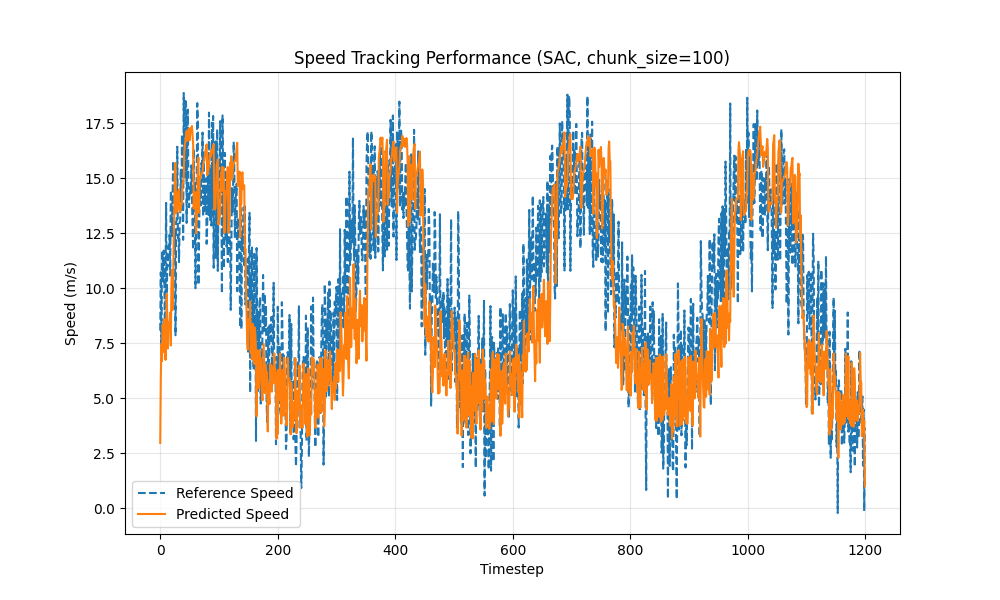 Speed Tracking Performance (SAC, chunk_size=100)
17.5
15.0
12.5
10.0
7.5
5.0
2.5
0.0
Speed (m/s)
Reference Speed
Predicted Speed
0 200 400 600 800 1000 1200
Timestep